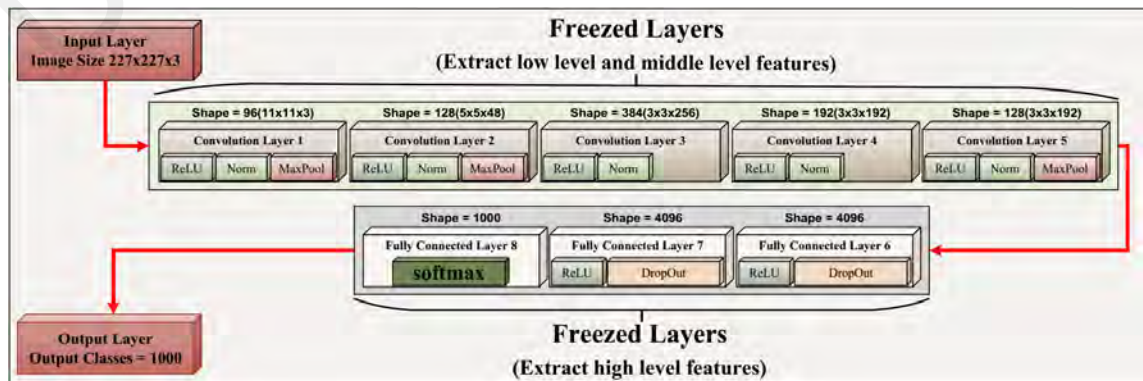 Input Layer
Image Size 227x227x3
Freezed Layers
(Extract low level and middle level features)
Shape = 96(11x11x3)
Shape = 128(5x5x48)
Shape = 384(3x3x256)
Shape = 192(3x3x192)
Shape = 128(3x3x192)
Convolution Layer 1
Convolution Layer 2
Convolution Layer 3
Convolution Layer 4
Convolution Layer 5
ReLU Norm MaxPool
ReLU Norm MaxPool
ReLU Norm
ReLU Norm
ReLU Norm MaxPool
Shape = 1000
Shape = 4096
Shape = 4096
Fully Connected Layer 8
Fully Connected Layer 7
Fully Connected Layer 6
softmax
ReLU DropOut
ReLU DropOut
Output Layer
Output Classes = 1000
Freezed Layers
(Extract high level features)